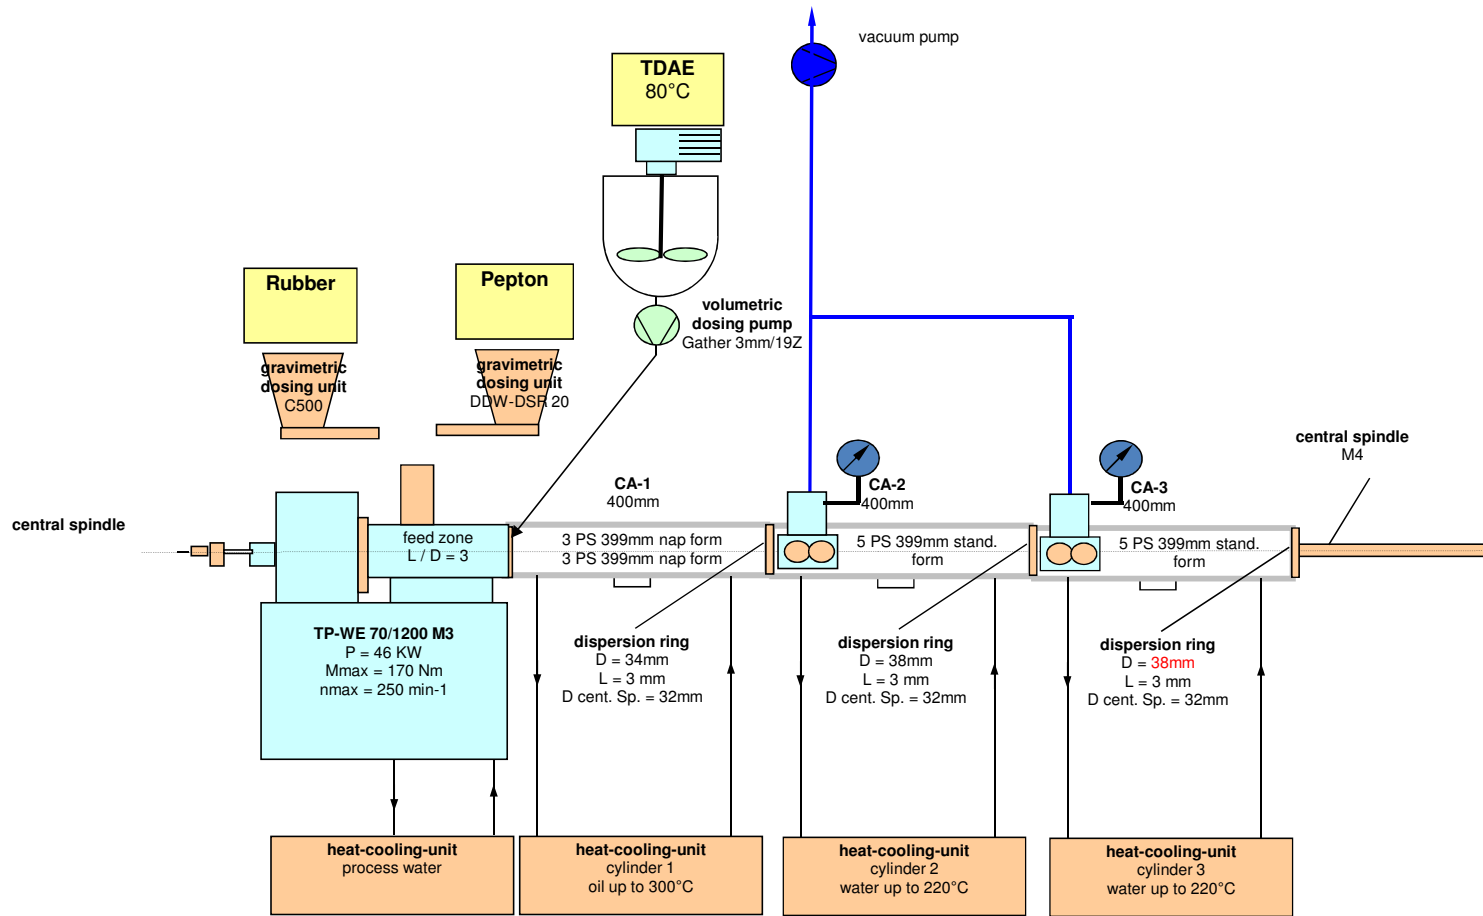 vacuum pump
TDAE
80°C
Rubber
Pepton
volumetric
dosing pump
Gather 3mm/19Z
gravimetric
dosing unit
C500
gravimetric
dosing unit
DDW-DSR 20
central spindle
M4
CA-1
400mm
CA-2
400mm
CA-3
400mm
central spindle
feed zone
L / D = 3
3 PS 399mm nap form
3 PS 399mm nap form
5 PS 399mm stand.
form
5 PS 399mm stand.
form
TP-WE 70/1200 M3
P = 46 KW
Mmax = 170 Nm
nmax = 250 min-1
dispersion ring
D = 34mm
L = 3 mm
D cent. Sp. = 32mm
dispersion ring
D = 38mm
L = 3 mm
D cent. Sp. = 32mm
dispersion ring
D = 38mm
L = 3 mm
D cent. Sp. = 32mm
heat-cooling-unit
process water
heat-cooling-unit
cylinder 1
oil up to 300°C
heat-cooling-unit
cylinder 2
water up to 220°C
heat-cooling-unit
cylinder 3
water up to 220°C